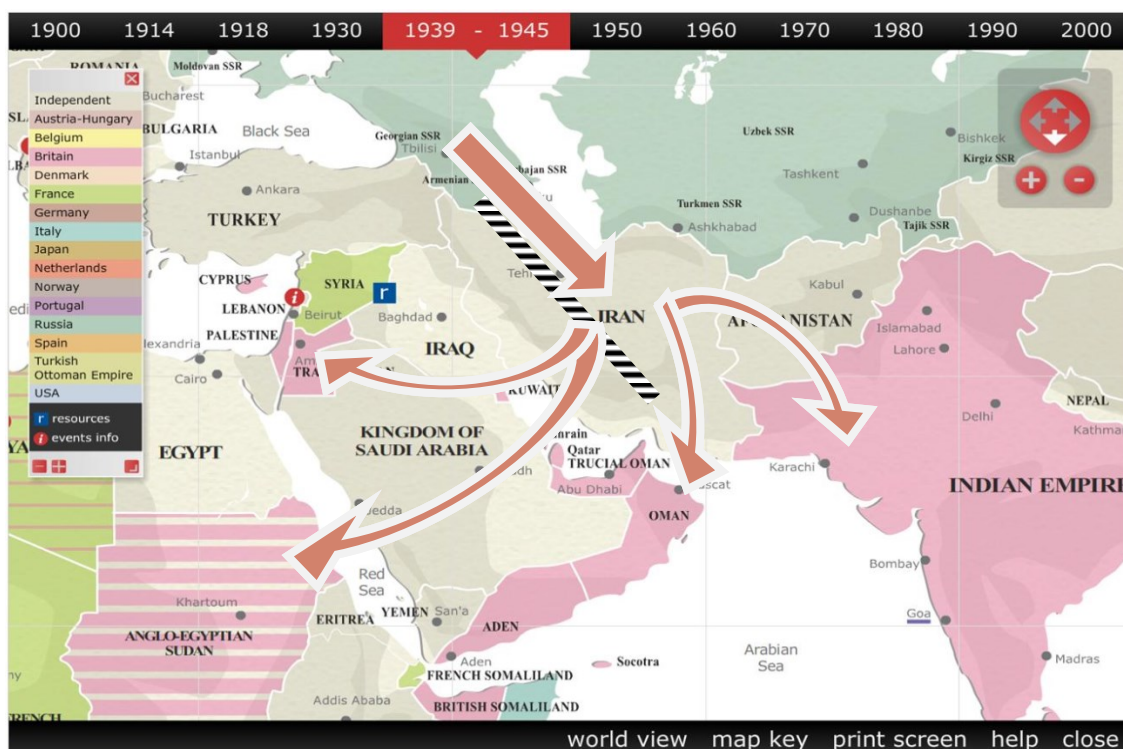 1900 1914 1918 1930 1939 - 1945 1950 1960 1970 1980 1990 2000
Independent
Austria-Hungary
Belgium
Britain
Denmark
France
Germany
Italy
Japan
Netherlands
Norway
Portugal
Russia
Spain
Turkish
Ottoman Empire
USA
r resources
i events info
ROMANIA
Moldovan SSR
Bucharest
BULGARIA
Black Sea
Istanbul
Ankara
TURKEY
Georgian SSR
Tbilisi
Armenian
bajan SSR
Uzbek SSR
Bishkek
Kirgiz SSR
Tashkent
Turkmen SSR
Dushanbe
Ashkhabad
Tajik SSR
CYPRUS
SYRIA
r
i
LEBANON
Beirut
PALESTINE
Baghdad
IRAQ
Teh
IRAN
Kabul
AFGHANISTAN
Islamabad
Lahore
Cairo
EGYPT
KUWAIT
KINGDOM OF
SAUDI ARABIA
Qatar
TRUCIAL OMAN
Abu Dhabi
OMAN
Delhi
NEPAL
Karachi
INDIAN EMPIRE
Bombay
Goa
Madras
Red
Sea
Khartoum
ANGLO-EGYPTIAN
SUDAN
ERITREA
YEMEN
San'a
ADEN
Aden
Socotra
Arabian
Sea
FRENCH SOMALILAND
BRITISH SOMALILAND
Addis Ababa
FRENCH
world view map key print screen help close